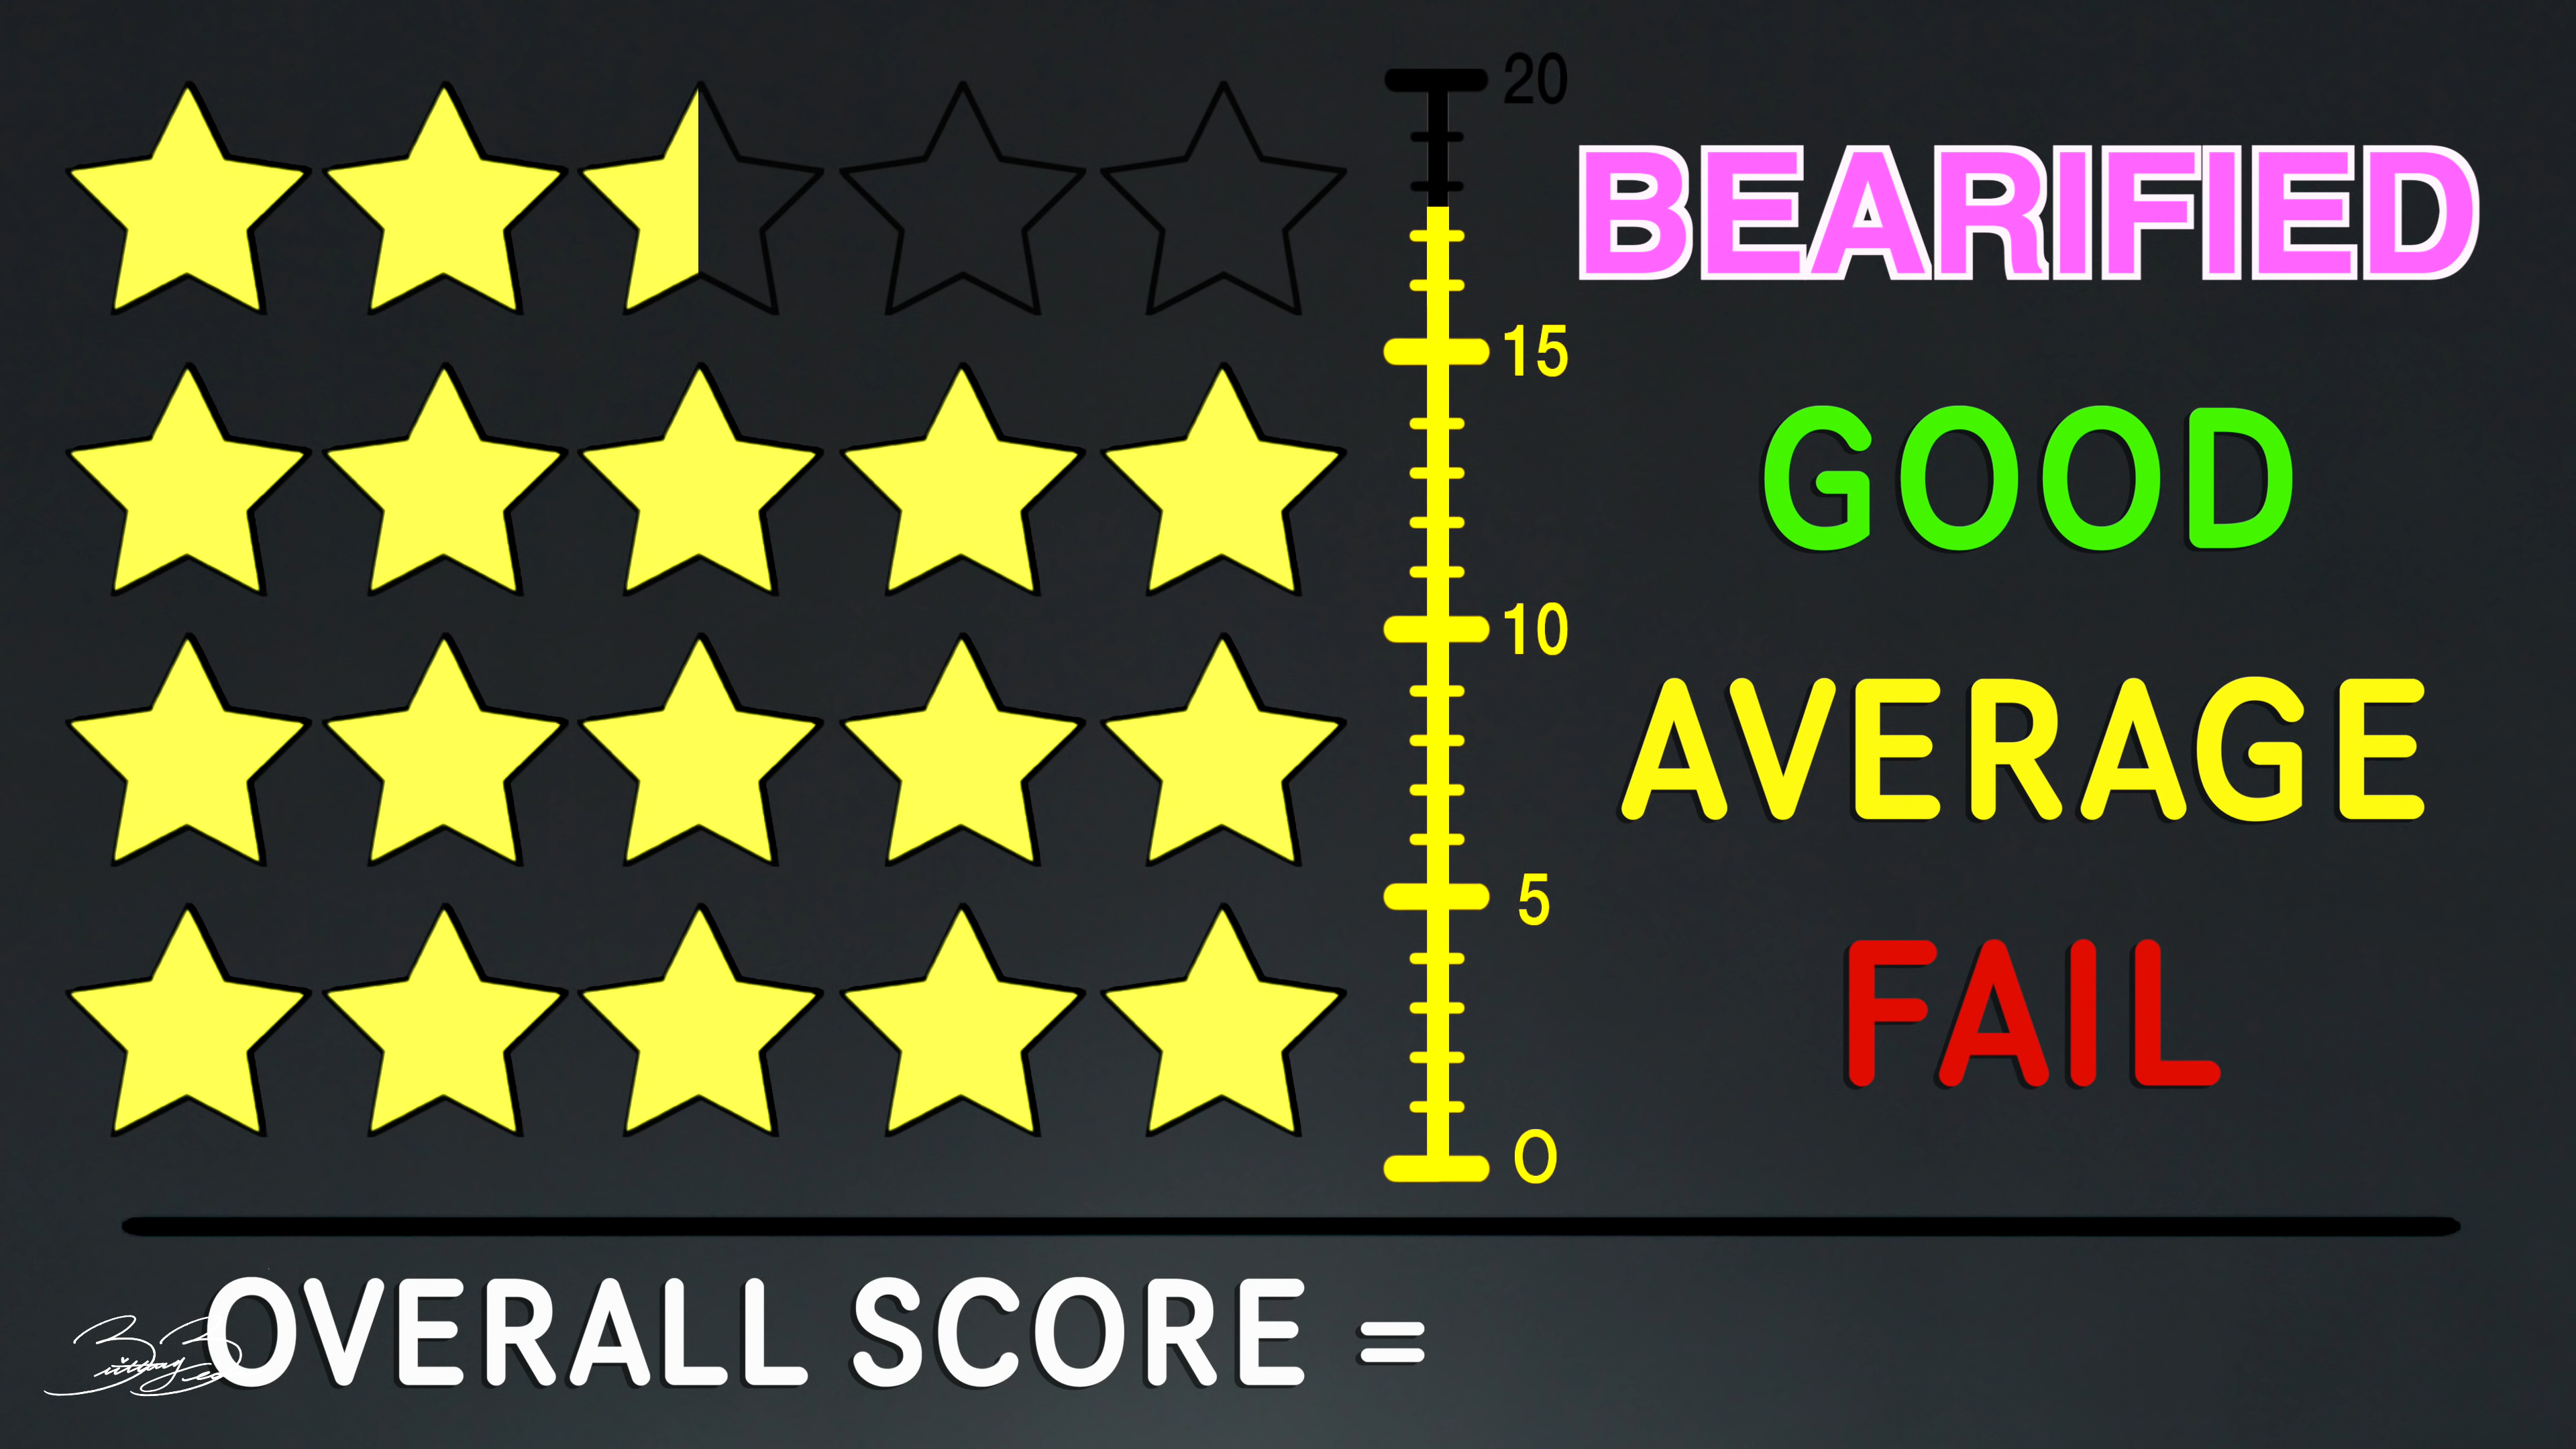 20
BEARIFIED
15
GOOD
10
AVERAGE
5
FAIL
0
OVERALL SCORE =